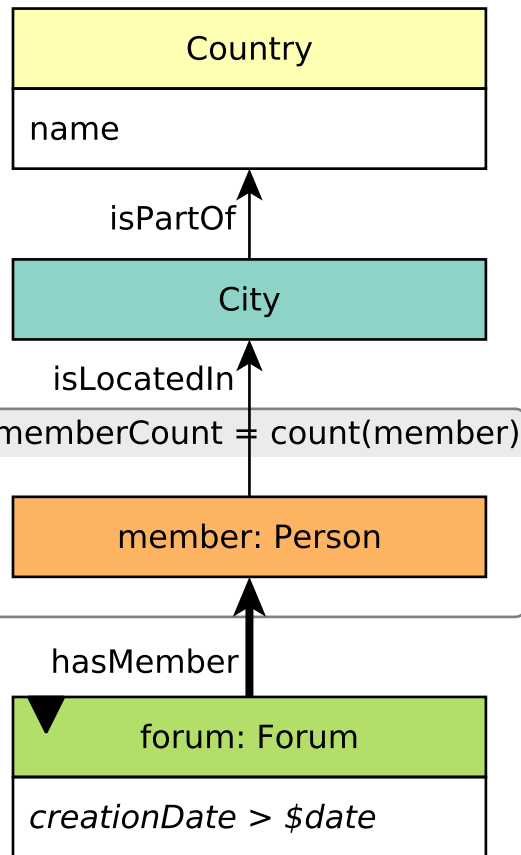 Country
name
isPartOf
City
isLocatedIn
memberCount = count(member)
member: Person
hasMember
forum: Forum
creationDate > $date